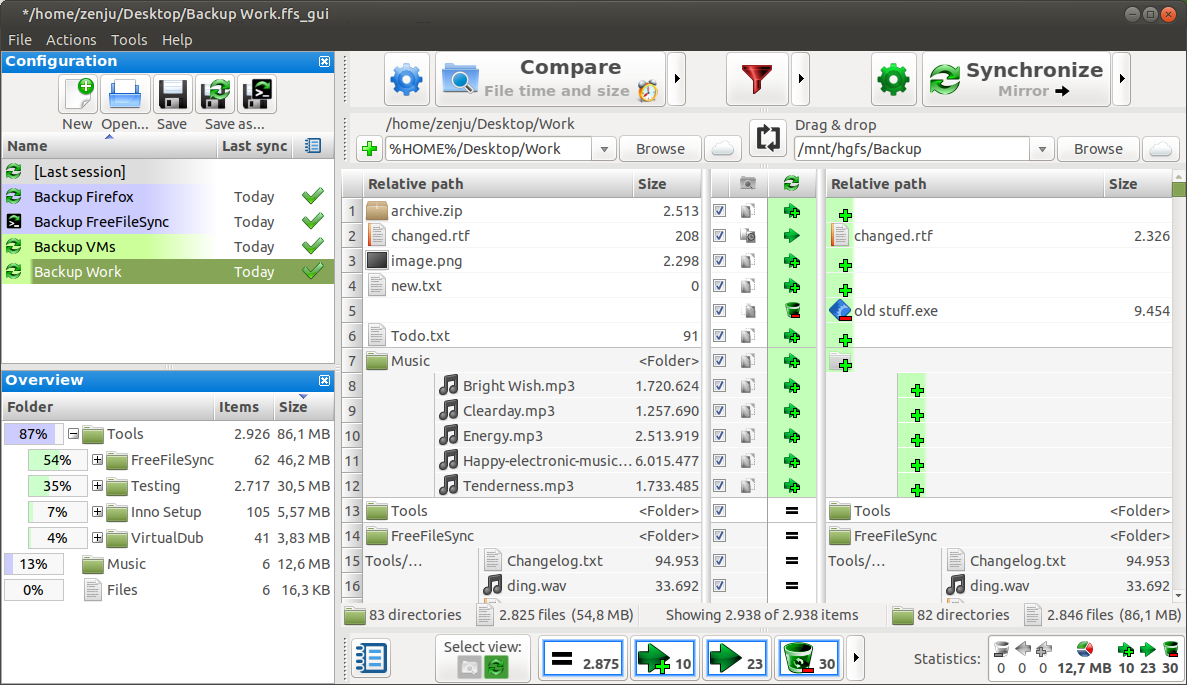 */home/zenju/Desktop/Backup Work.ffs_gui
File Actions Tools Help
Configuration
New Open... Save Save as...
Name Last sync
[Last session]
Backup Firefox Today
Backup FreeFileSync Today
Backup VMs Today
Backup Work Today
Overview
Folder Items Size
87% Tools 2.926 86,1 MB
54% FreeFileSync 62 46,2 MB
35% Testing 2.717 30,5 MB
7% Inno Setup 105 5,57 MB
4% VirtualDub 41 3,83 MB
13% Music 6 12,6 MB
0% Files 6 16,3 KB
Compare
File time and size
Synchronize
Mirror
/home/zenju/Desktop/Work
Drag & drop
%HOME%/Desktop/Work Browse
/mnt/hgfs/Backup Browse
Relative path Size Relative path Size
1 archive.zip 2.513
2 changed.rtf 208 changed.rtf 2.326
3 image.png 2.298
4 new.txt 0
5 old stuff.exe 9.454
6 Todo.txt 91
7 Music <Folder>
8 Bright Wish.mp3 1.720.624
9 Clearday.mp3 1.257.690
10 Energy.mp3 2.513.919
11 Happy-electronic-music... 6.015.477
12 Tenderness.mp3 1.733.485
13 Tools <Folder> = Tools <Folder>
14 FreeFileSync <Folder> = FreeFileSync <Folder>
15 Tools/... Changelog.txt 94.953 = Tools/... Changelog.txt 94.953
16 ding.wav 33.692 = ding.wav 33.692
83 directories 2.825 files (54,8 MB) Showing 2.938 of 2.938 items 82 directories 2.846 files (86,1 MB)
Select view:
= 2.875 10 23 30
Statistics:
0 0 0 12,7 MB 10 23 30